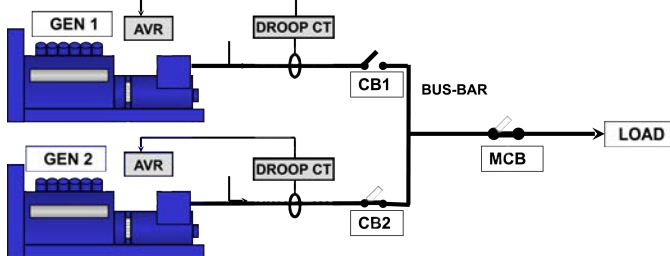 GEN 1
AVR
DROOP CT
CB1
BUS-BAR
LOAD
MCB
GEN 2
AVR
DROOP CT
CB2